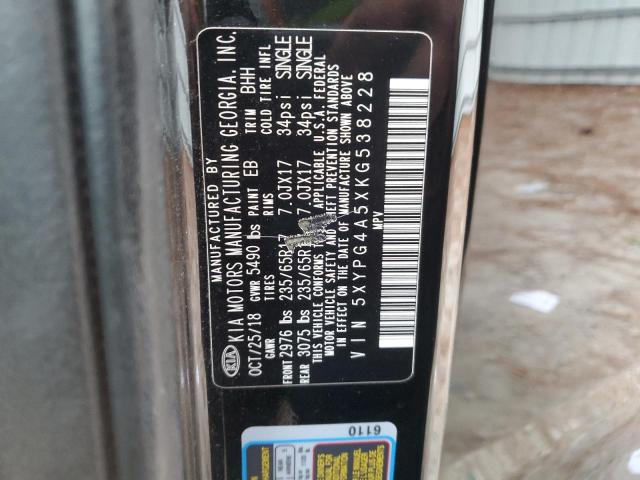 MANUFACTURED BY
KIA KIA MOTORS MANUFACTURING GEORGIA, INC.
OCT/25/18 GVWR 5490 lbs PAINT EB TRIM BHH
GAWR TIRES RIMS COLD TIRE INFL
FRONT 2976 lbs 235/65R17 7.0JX17 34psi SINGLE
REAR 3075 lbs 235/65R17 7.0JX17 34psi SINGLE
THIS VEHICLE CONFORMS TO ALL APPLICABLE U.S.A. FEDERAL
MOTOR VEHICLE SAFETY AND THEFT PREVENTION STANDARDS
IN EFFECT ON THE DATE OF MANUFACTURE SHOWN ABOVE
VIN 5XYPG4A5XKG538228
MPV
6110